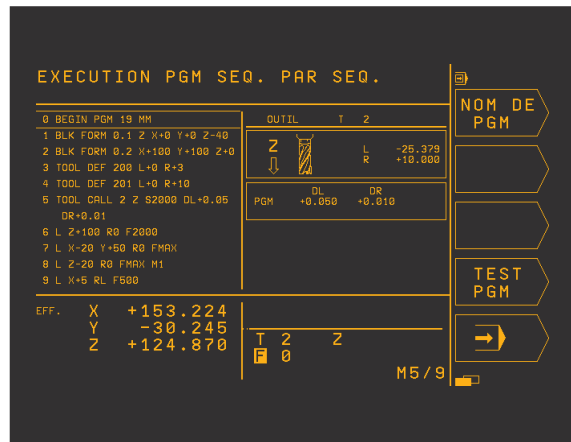 EXECUTION PGM SEQ. PAR SEQ.
0 BEGIN PGM 19 MM
1 BLK FORM 0.1 Z X+0 Y+0 Z-40
2 BLK FORM 0.2 X+100 Y+100 Z+0
3 TOOL DEF 200 L+0 R+3
4 TOOL DEF 201 L+0 R+10
5 TOOL CALL 2 Z S2000 DL+0.05
DR+0.01
6 L Z+100 R0 F2000
7 L X-20 Y+50 R0 FMAX
8 L Z-20 R0 FMAX M1
9 L X+5 RL F500
OUTIL T 2
Z
L -25.379
R +10.000
DL DR
PGM +0.050 +0.010
EFF. X +153.224
Y -30.245
Z +124.870
T 2 Z
F 0
M5/9
NOM DE
PGM
TEST
PGM